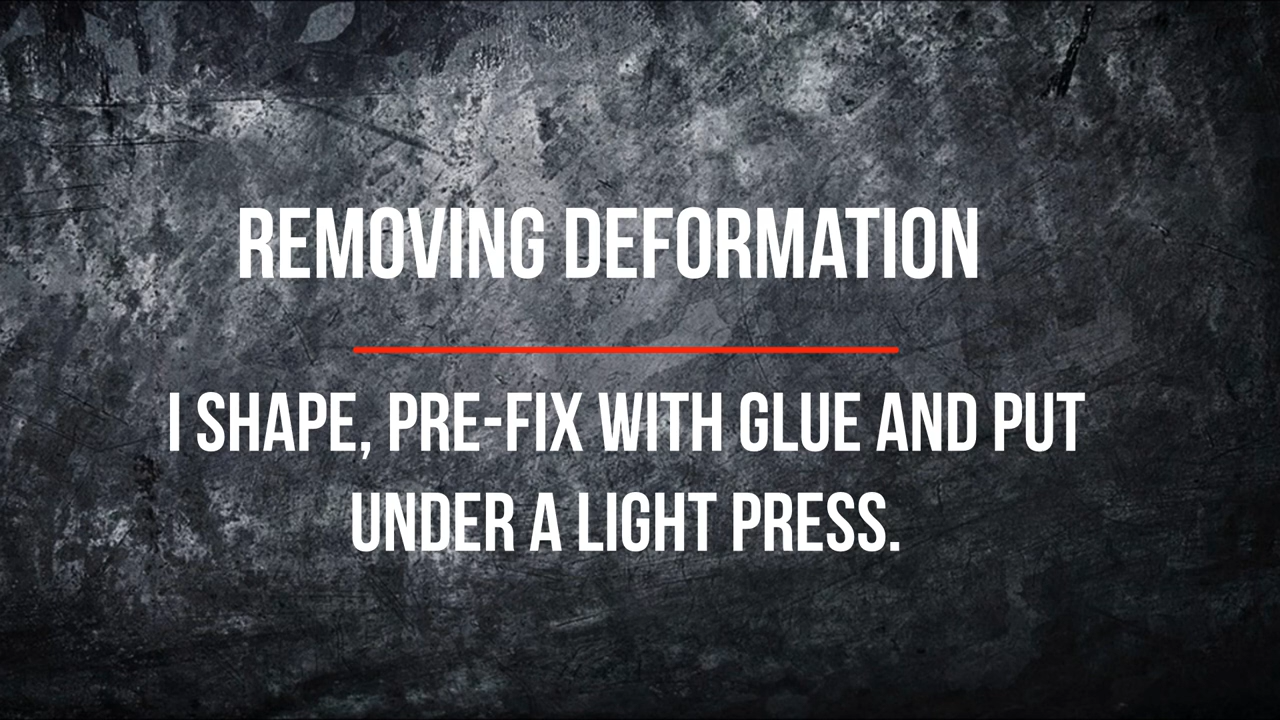 REMOVING DEFORMATION
I SHAPE, PRE-FIX WITH GLUE AND PUT
UNDER A LIGHT PRESS.